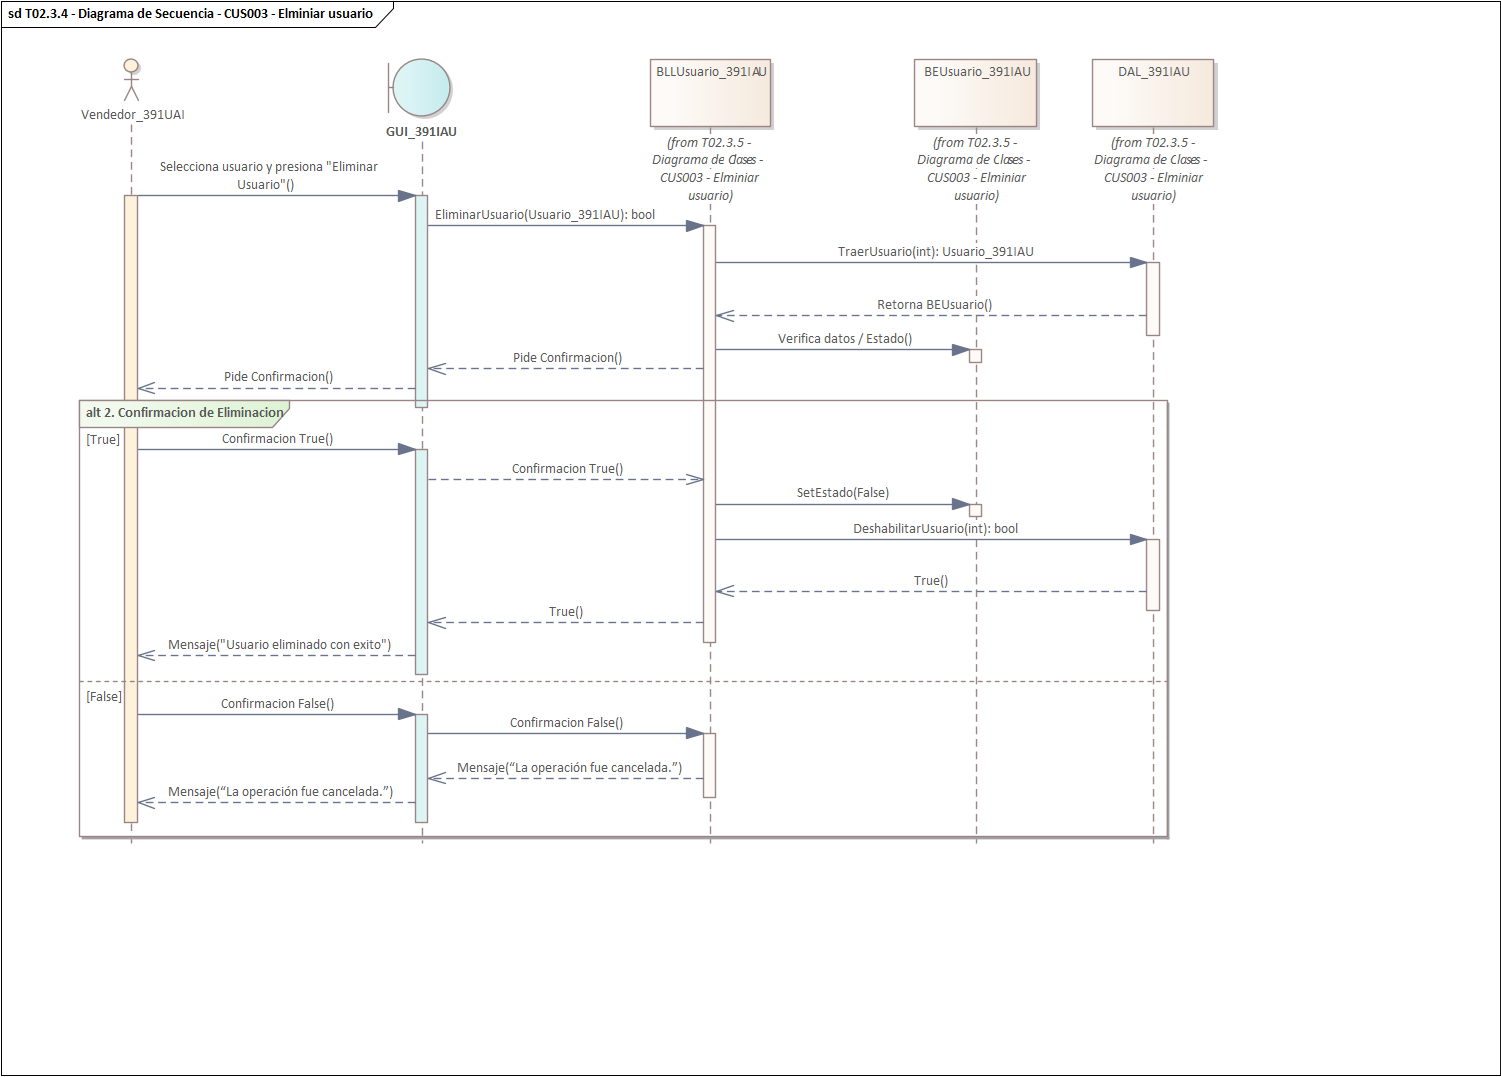 sd T02.3.4 - Diagrama de Secuencia - CUS003 - Elminiar usuario
Vendedor_391UAI
GUI_391IAU
BLLUsuario_391IAU
(from T02.3.5 -
Diagrama de Clases -
CUS003 - Elminiar
usuario)
BEUsuario_391IAU
(from T02.3.5 -
Diagrama de Clases -
CUS003 - Elminiar
usuario)
DAL_391IAU
(from T02.3.5 -
Diagrama de Clases -
CUS003 - Elminiar
usuario)
Selecciona usuario y presiona "Eliminar
Usuario"()
EliminarUsuario(Usuario_391IAU): bool
TraerUsuario(int): Usuario_391IAU
Retorna BEUsuario()
Verifica datos / Estado()
Pide Confirmacion()
Pide Confirmacion()
alt 2. Confirmacion de Eliminacion
[True]
Confirmacion True()
Confirmacion True()
SetEstado(False)
DeshabilitarUsuario(int): bool
True()
True()
Mensaje("Usuario eliminado con exito")
[False]
Confirmacion False()
Confirmacion False()
Mensaje(“La operación fue cancelada.”)
Mensaje(“La operación fue cancelada.”)